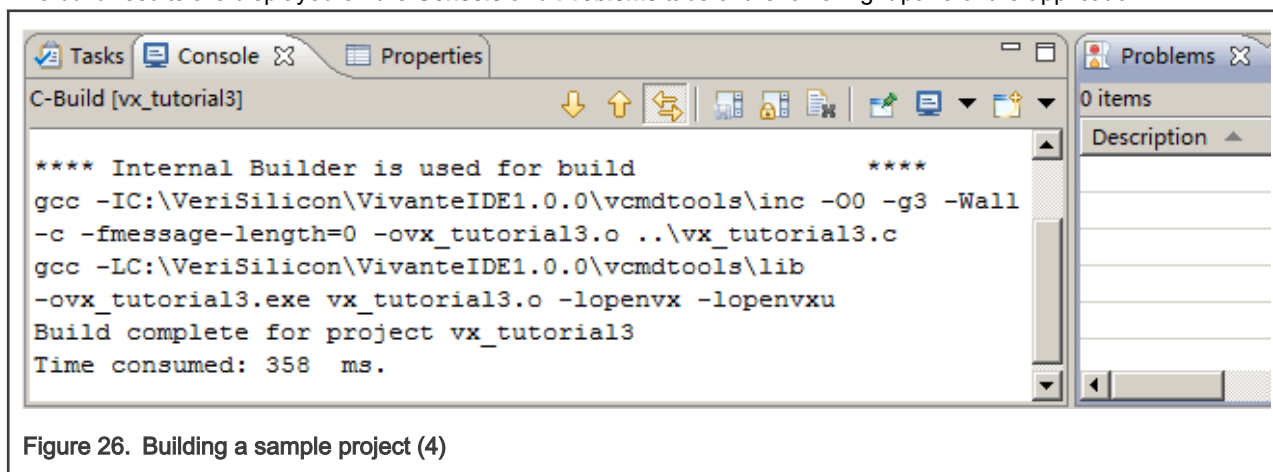 Tasks Console Properties
Problems
C-Build [vx_tutorial3]
0 items
Description
**** Internal Builder is used for build ****
gcc -IC:\VeriSilicon\VivanteIDE1.0.0\vcmdtools\inc -O0 -g3 -Wall
-c -fmessage-length=0 -ovx_tutorial3.o ..\vx_tutorial3.c
gcc -LC:\VeriSilicon\VivanteIDE1.0.0\vcmdtools\lib
-ovx_tutorial3.exe vx_tutorial3.o -lopenvx -lopenvxu
Build complete for project vx_tutorial3
Time consumed: 358 ms.
Figure 26. Building a sample project (4)